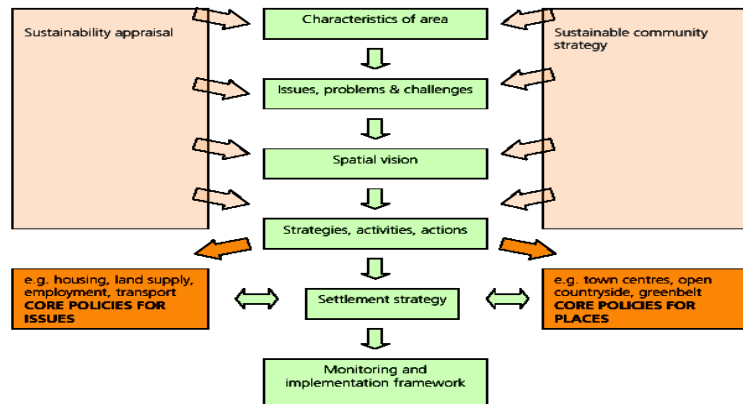 Sustainability appraisal
Characteristics of area
Sustainable community
strategy
Issues, problems & challenges
Spatial vision
Strategies, activities, actions
e.g. housing, land supply,
employment, transport
CORE POLICIES FOR
ISSUES
Settlement strategy
e.g. town centres, open
countryside, greenbelt
CORE POLICIES FOR
PLACES
Monitoring and
implementation framework